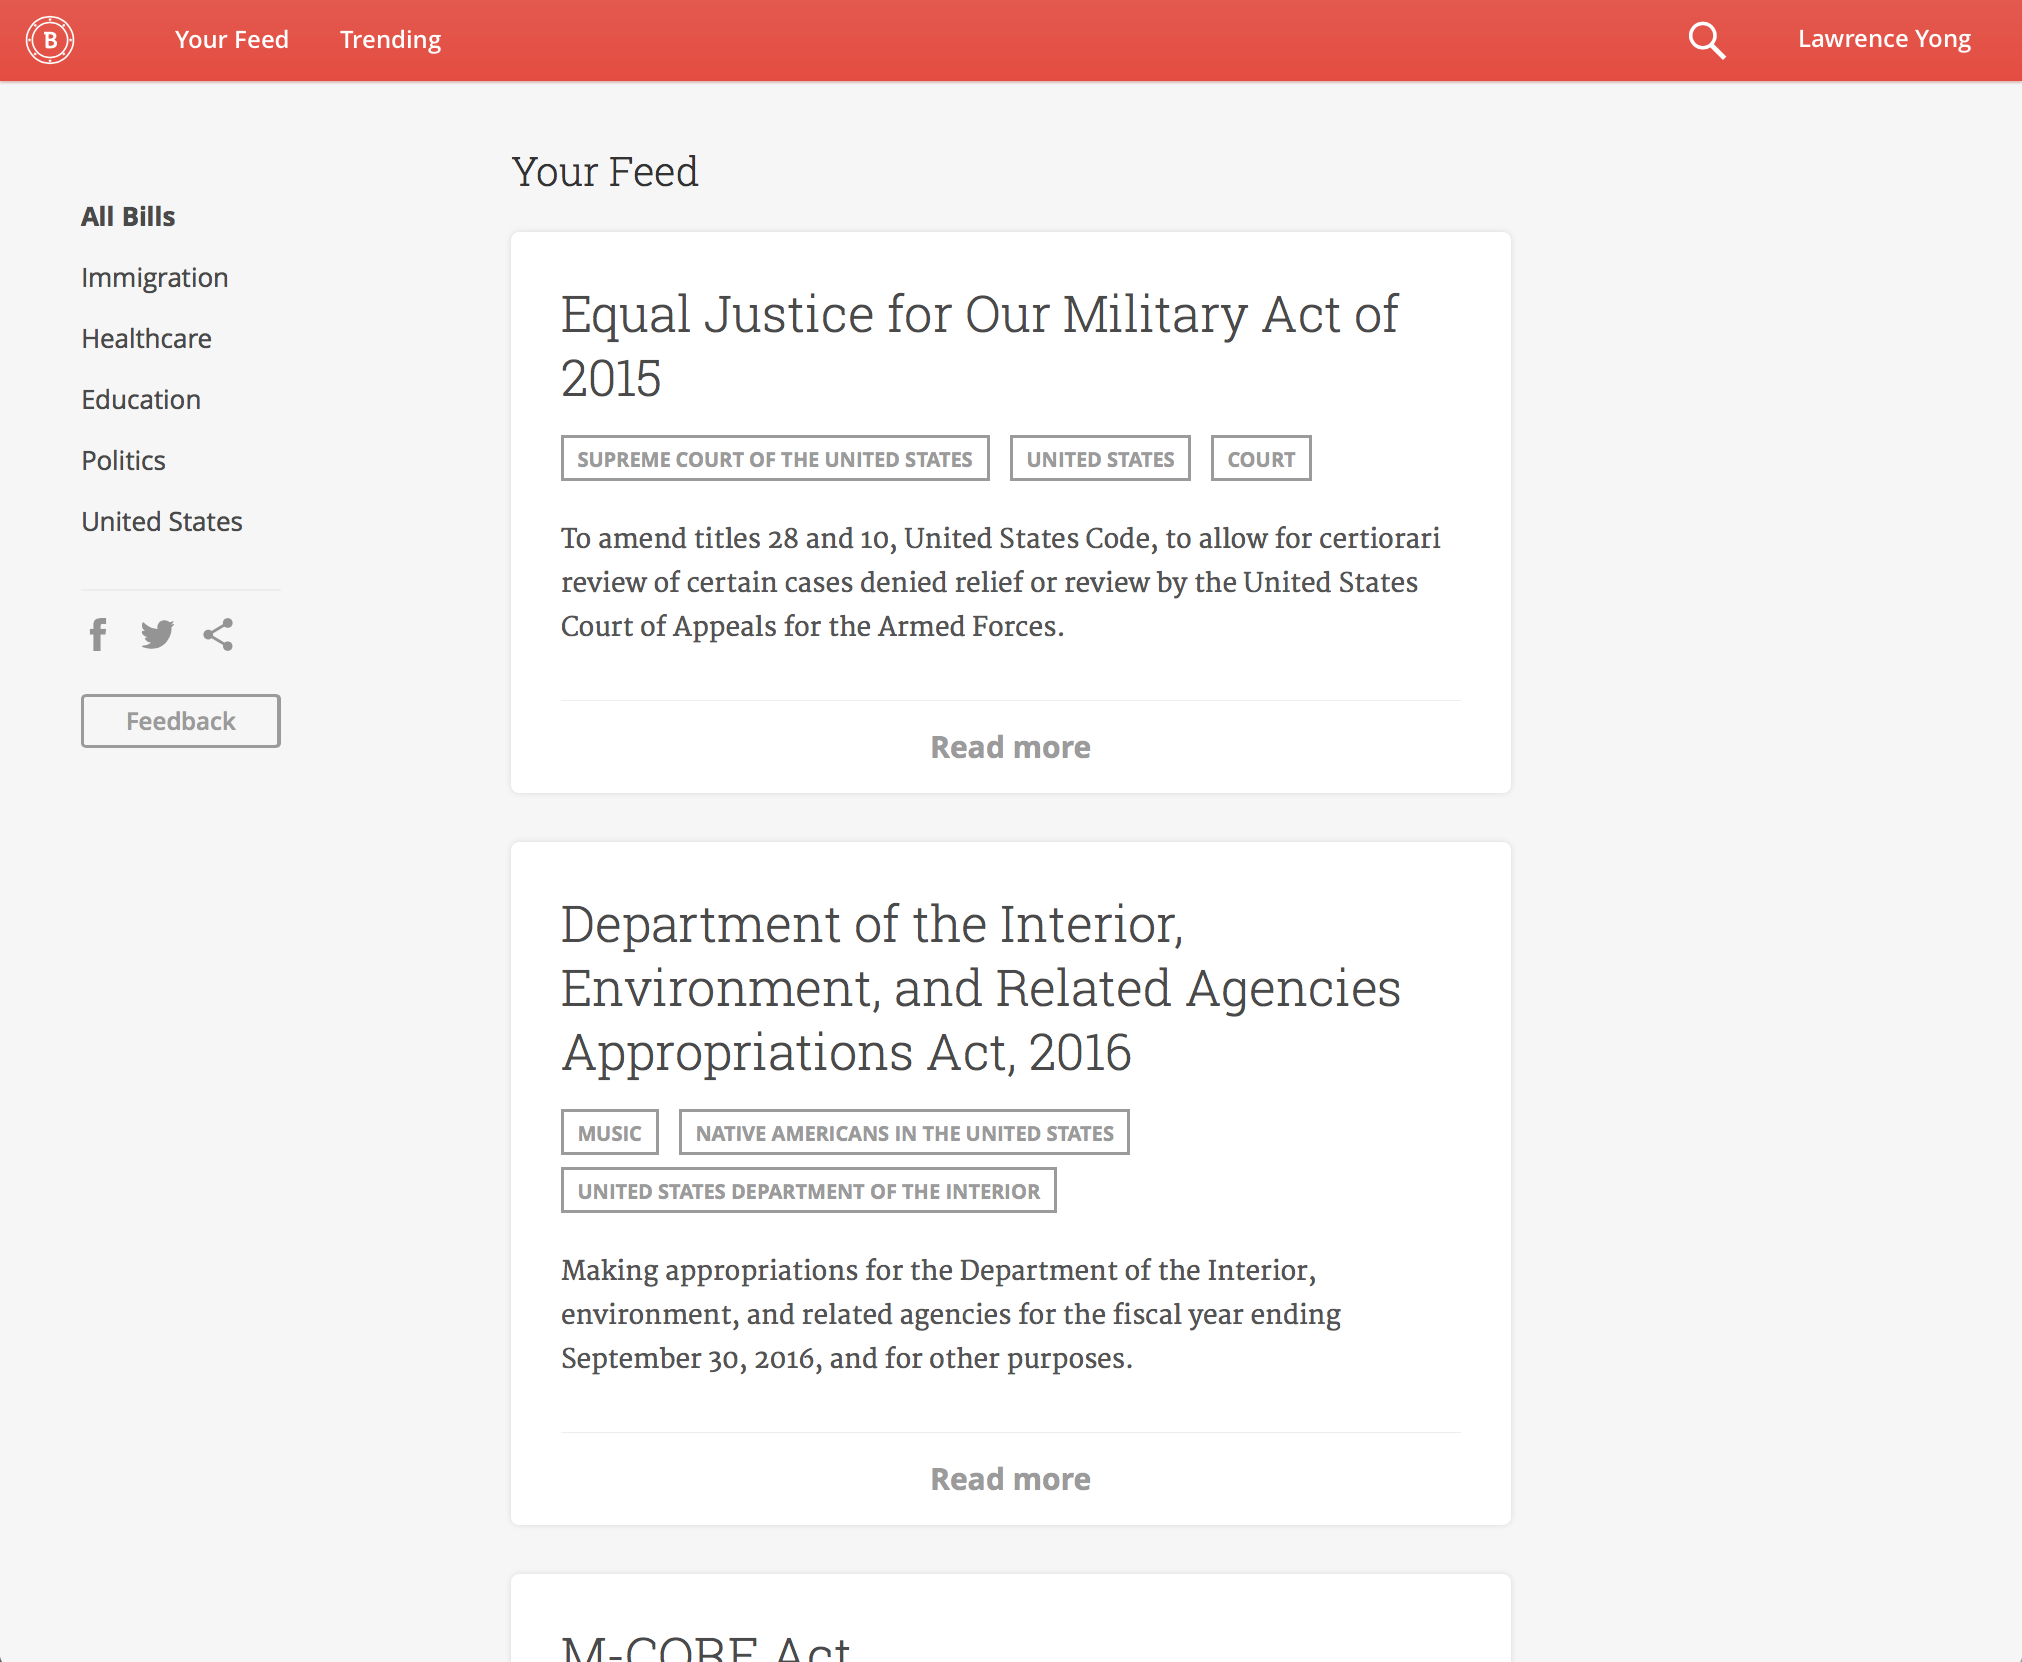 B
Your Feed
Trending
Lawrence Yong
All Bills
Immigration
Healthcare
Education
Politics
United States
Feedback
Your Feed
Equal Justice for Our Military Act of
2015
SUPREME COURT OF THE UNITED STATES
UNITED STATES
COURT
To amend titles 28 and 10, United States Code, to allow for certiorari
review of certain cases denied relief or review by the United States
Court of Appeals for the Armed Forces.
Read more
Department of the Interior,
Environment, and Related Agencies
Appropriations Act, 2016
MUSIC
NATIVE AMERICANS IN THE UNITED STATES
UNITED STATES DEPARTMENT OF THE INTERIOR
Making appropriations for the Department of the Interior,
environment, and related agencies for the fiscal year ending
September 30, 2016, and for other purposes.
Read more
M-CORE Act